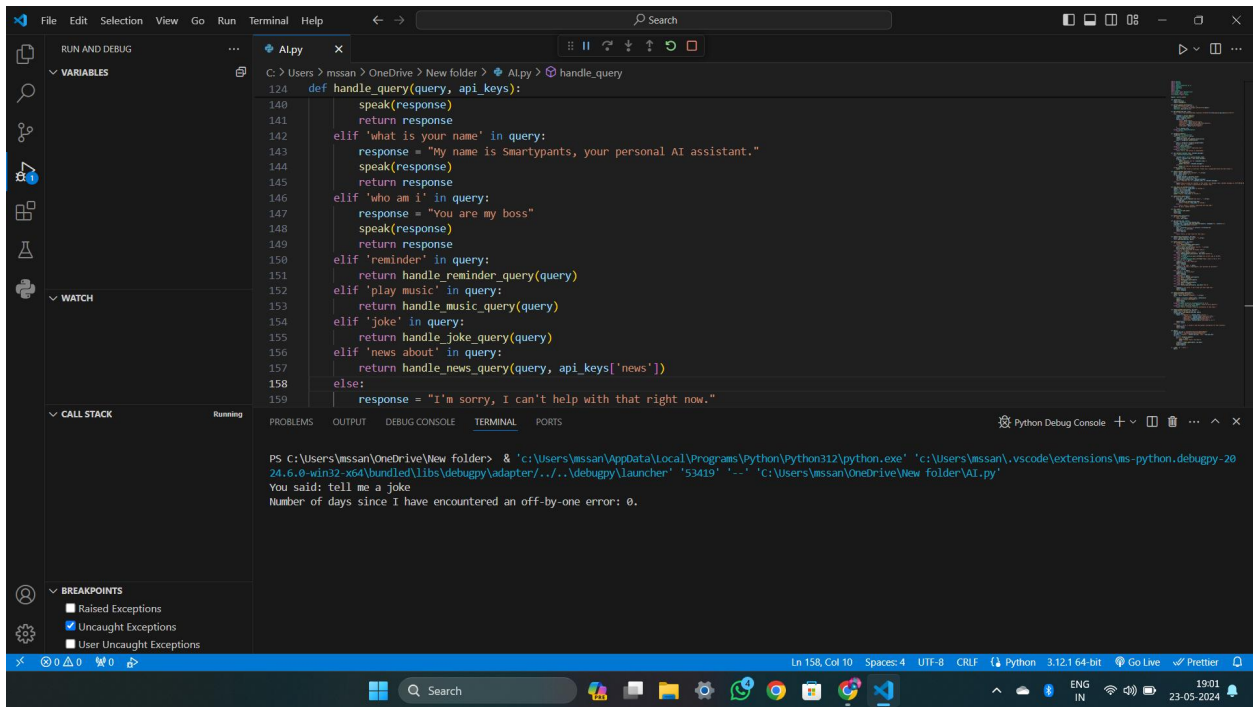 File Edit Selection View Go Run Terminal Help
Search
RUN AND DEBUG
AI.py
VARIABLES
C: > Users > mssan > OneDrive > New folder > AI.py > handle_query
124 def handle_query(query, api_keys):
140 speak(response)
141 return response
142 elif 'what is your name' in query:
143 response = "My name is Smartypants, your personal AI assistant."
144 speak(response)
145 return response
146 elif 'who am i' in query:
147 response = "You are my boss"
148 speak(response)
149 return response
150 elif 'reminder' in query:
151 return handle_reminder_query(query)
152 elif 'play music' in query:
153 return handle_music_query(query)
154 elif 'joke' in query:
155 return handle_joke_query(query)
156 elif 'news about' in query:
157 return handle_news_query(query, api_keys['news'])
158 else:
159 response = "I'm sorry, I can't help with that right now."
WATCH
CALL STACK Running
PROBLEMS OUTPUT DEBUG CONSOLE TERMINAL PORTS
Python Debug Console
PS C:\Users\mssan\OneDrive\New folder> & 'c:\Users\mssan\AppData\Local\Programs\Python\Python312\python.exe' 'c:\Users\mssan\.vscode\extensions\ms-python.debugpy-20
24.6.0-win32-x64\bundled\libs\debugpy\adapter/../..\debugpy\launcher' '53419' '--' 'C:\Users\mssan\OneDrive\New folder\AI.py'
You said: tell me a joke
Number of days since I have encountered an off-by-one error: 0.
BREAKPOINTS
Raised Exceptions
Uncaught Exceptions
User Uncaught Exceptions
0 0 0
Ln 158, Col 10 Spaces: 4 UTF-8 CRLF Python 3.12.1 64-bit Go Live Prettier
Search
ENG
IN
19:01
23-05-2024